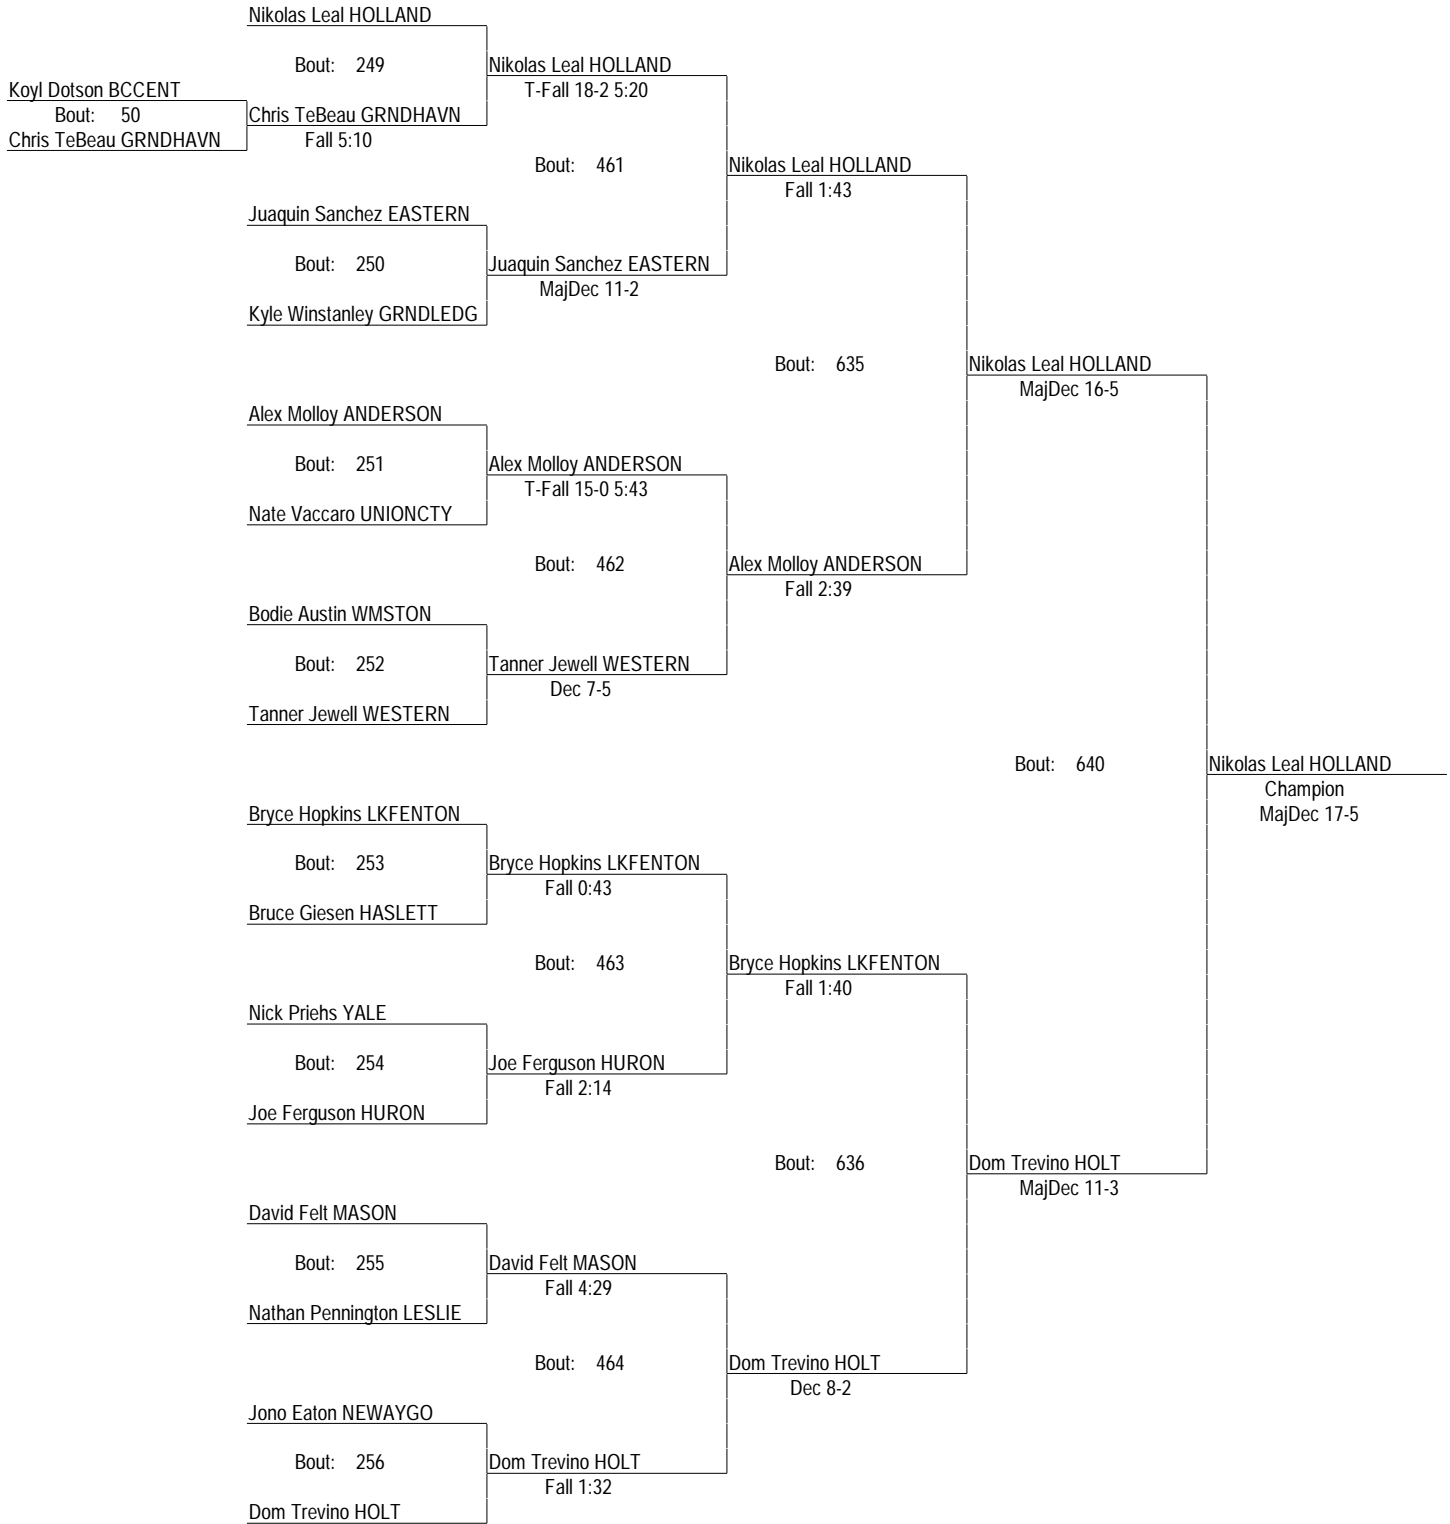 Nikolas Leal HOLLAND
Bout: 249
Nikolas Leal HOLLAND
Koyl Dotson BCCENT
T-Fall 18-2 5:20
Bout: 50
Chris TeBeau GRNDHAVN
Chris TeBeau GRNDHAVN
Fall 5:10
Bout: 461
Nikolas Leal HOLLAND
Fall 1:43
Juaquin Sanchez EASTERN
Bout: 250
Juaquin Sanchez EASTERN
MajDec 11-2
Kyle Winstanley GRNDLEDG
Bout: 635
Nikolas Leal HOLLAND
MajDec 16-5
Alex Molloy ANDERSON
Bout: 251
Alex Molloy ANDERSON
T-Fall 15-0 5:43
Nate Vaccaro UNIONCTY
Bout: 462
Alex Molloy ANDERSON
Fall 2:39
Bodie Austin WMSTON
Bout: 252
Tanner Jewell WESTERN
Dec 7-5
Tanner Jewell WESTERN
Bout: 640
Nikolas Leal HOLLAND
Champion
MajDec 17-5
Bryce Hopkins LKFENTON
Bout: 253
Bryce Hopkins LKFENTON
Fall 0:43
Bruce Giesen HASLETT
Bout: 463
Bryce Hopkins LKFENTON
Fall 1:40
Nick Priehs YALE
Bout: 254
Joe Ferguson HURON
Fall 2:14
Joe Ferguson HURON
Bout: 636
Dom Trevino HOLT
MajDec 11-3
David Felt MASON
Bout: 255
David Felt MASON
Fall 4:29
Nathan Pennington LESLIE
Bout: 464
Dom Trevino HOLT
Dec 8-2
Jono Eaton NEWAYGO
Bout: 256
Dom Trevino HOLT
Fall 1:32
Dom Trevino HOLT